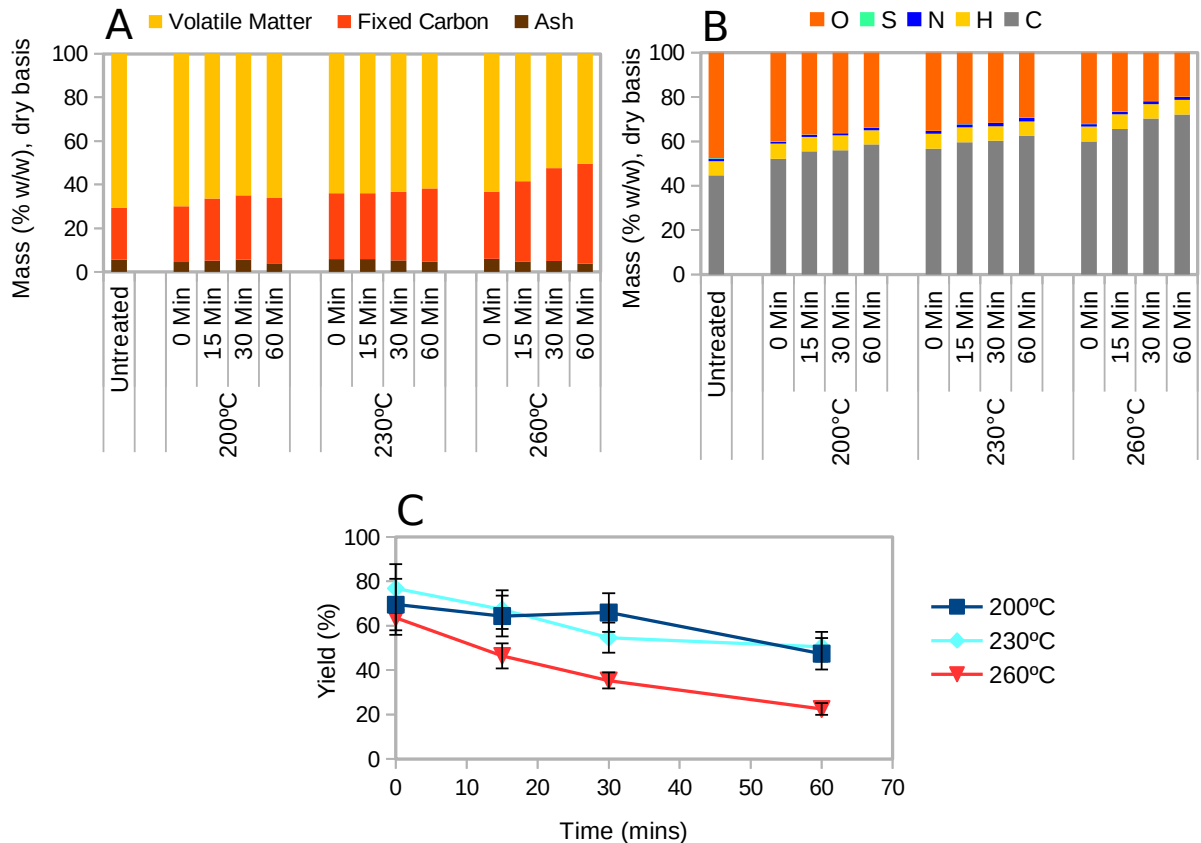 A
Volatile Matter Fixed Carbon Ash
Mass (% w/w), dry basis
100
80
60
40
20
0
Untreated
0 Min
15 Min
30 Min
60 Min
0 Min
15 Min
30 Min
60 Min
0 Min
15 Min
30 Min
60 Min
200ºC
230ºC
260ºC
B
O S N H C
Mass (% w/w), dry basis
100
80
60
40
20
0
Untreated
0 Min
15 Min
30 Min
60 Min
0 Min
15 Min
30 Min
60 Min
0 Min
15 Min
30 Min
60 Min
200°C
230°C
260°C
C
Yield (%)
100
80
60
40
20
0
0 10 20 30 40 50 60 70
Time (mins)
200ºC
230ºC
260ºC